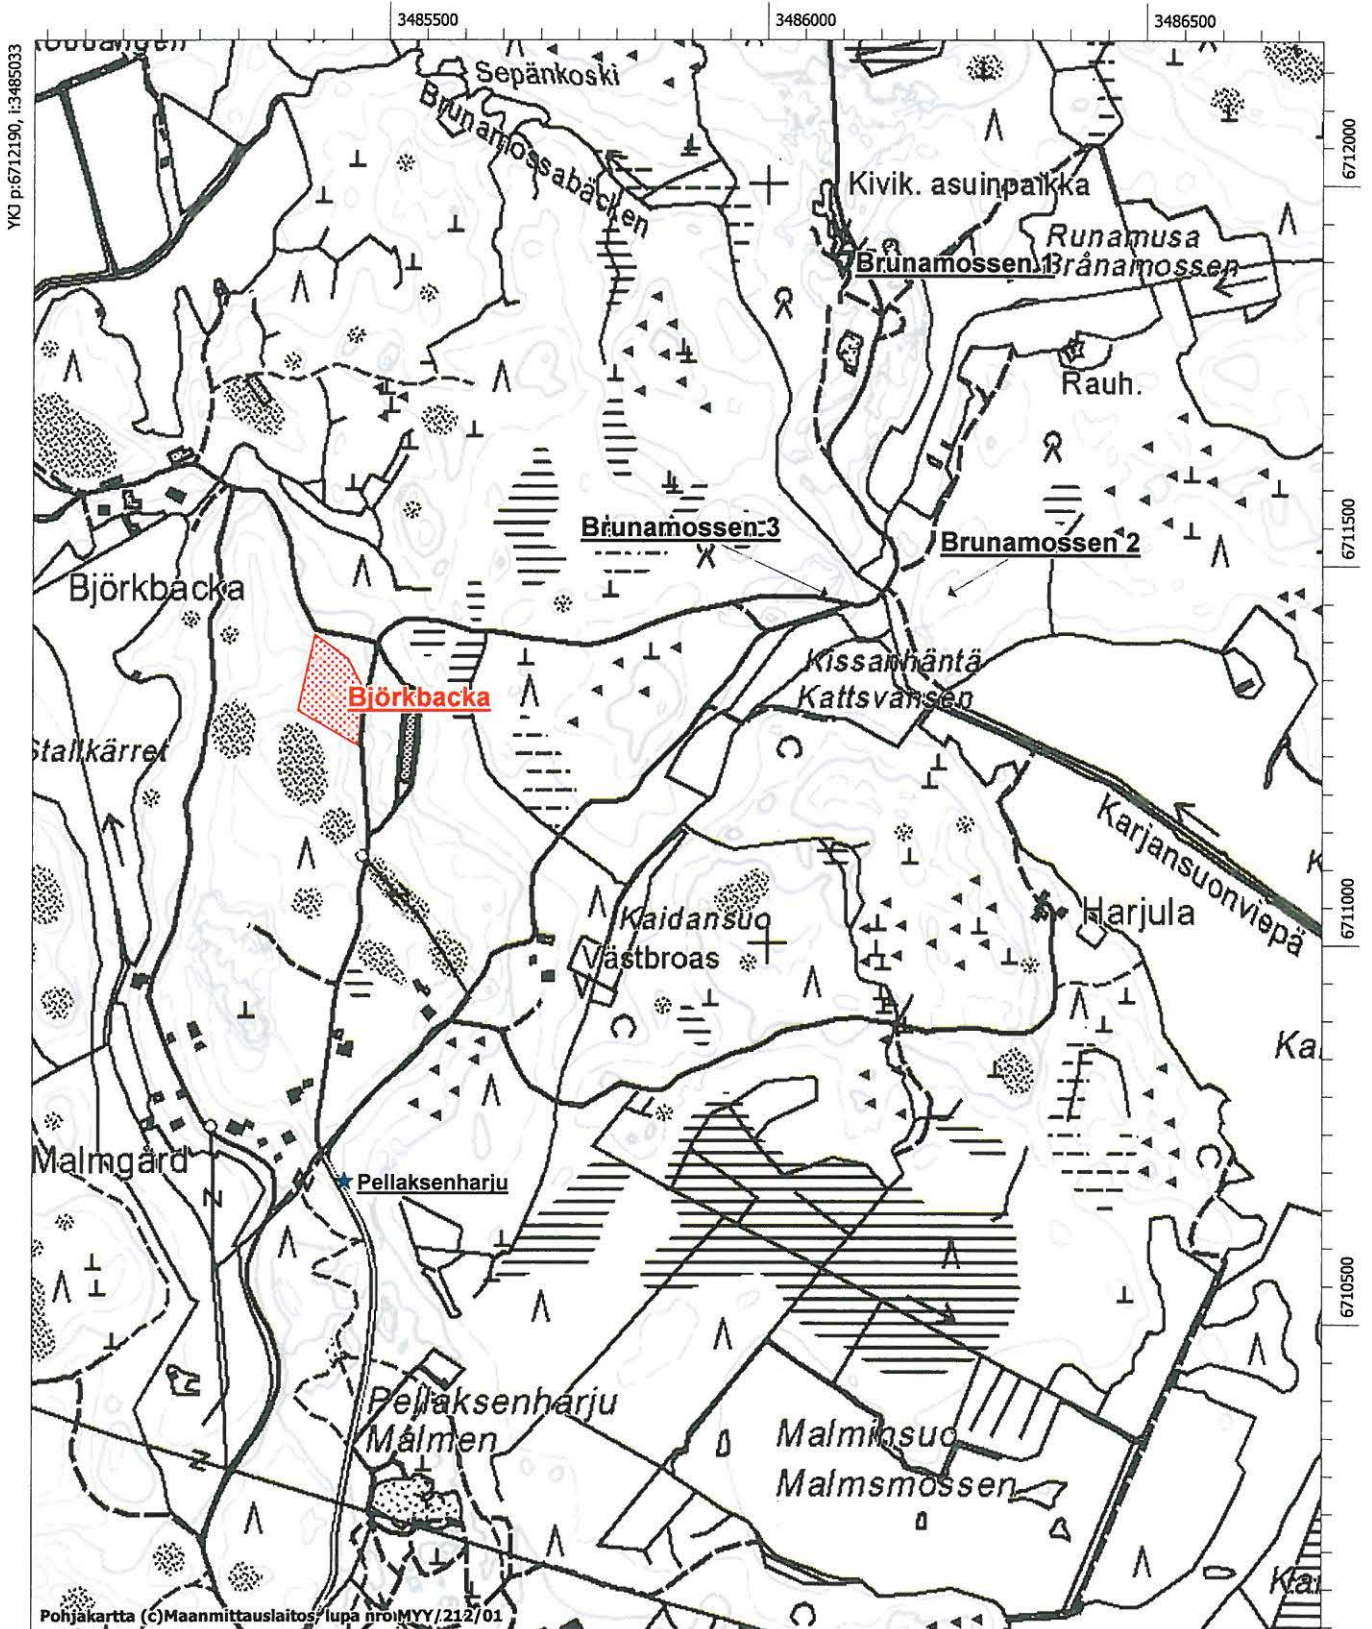 3485500
3486000
3486500
YKJ p:6712190, i:3485033
Sepänkoski
Brunamossabäcken
6712000
Kivik. asuinpaikka
Runamusa
Brånamossen
Brunamossen 1
Rauh.
Brunamossen 3
Brunamossen 2
6711500
Björkbacka
Kissanhäntä
Kattsvansen
Björkbacka
Stallkärret
Karjansuonviepä
6711000
Kaidansuo
Harjula
Västbroas
Malmgård
Pellaksenharju
6710500
Pellaksenharju
Malmen
Malminsuo
Malmsmossen
Pohjakartta (c)Maanmittauslaitos, lupa nro MYY/212/01